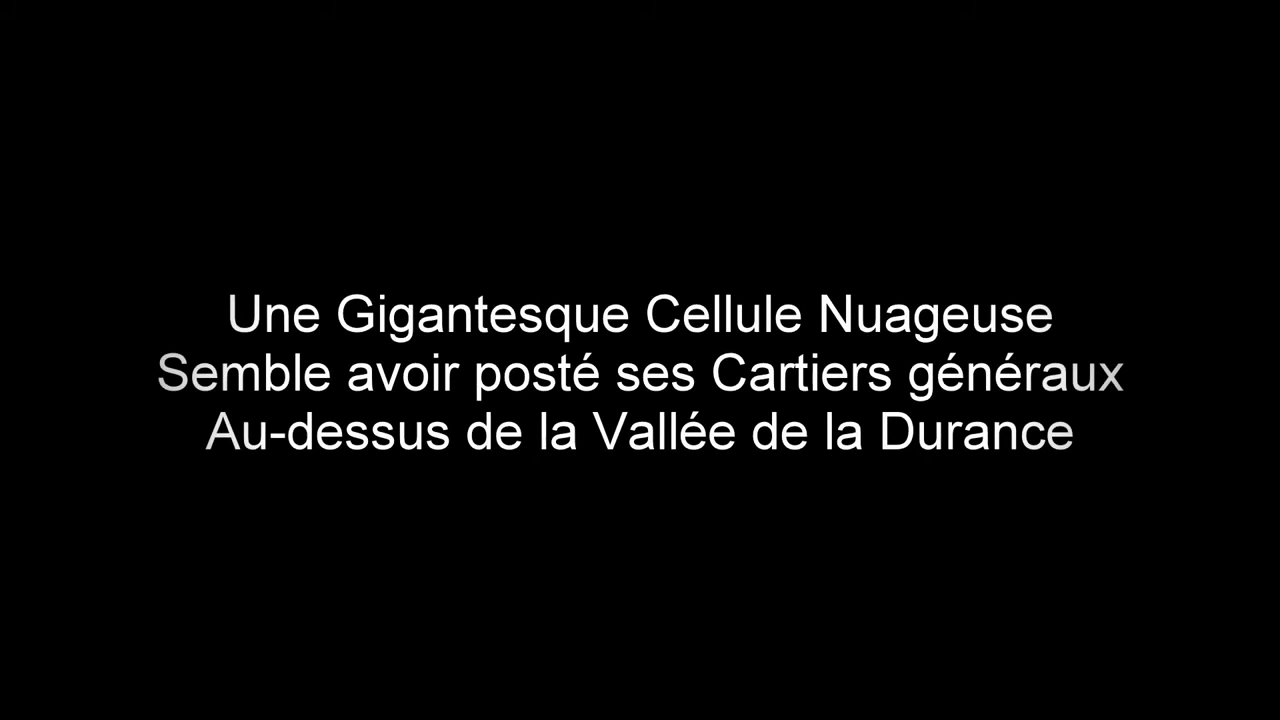 Une Gigantesque Cellule Nuageuse
Semble avoir posté ses Cartiers généraux
Au-dessus de la Vallée de la Durance